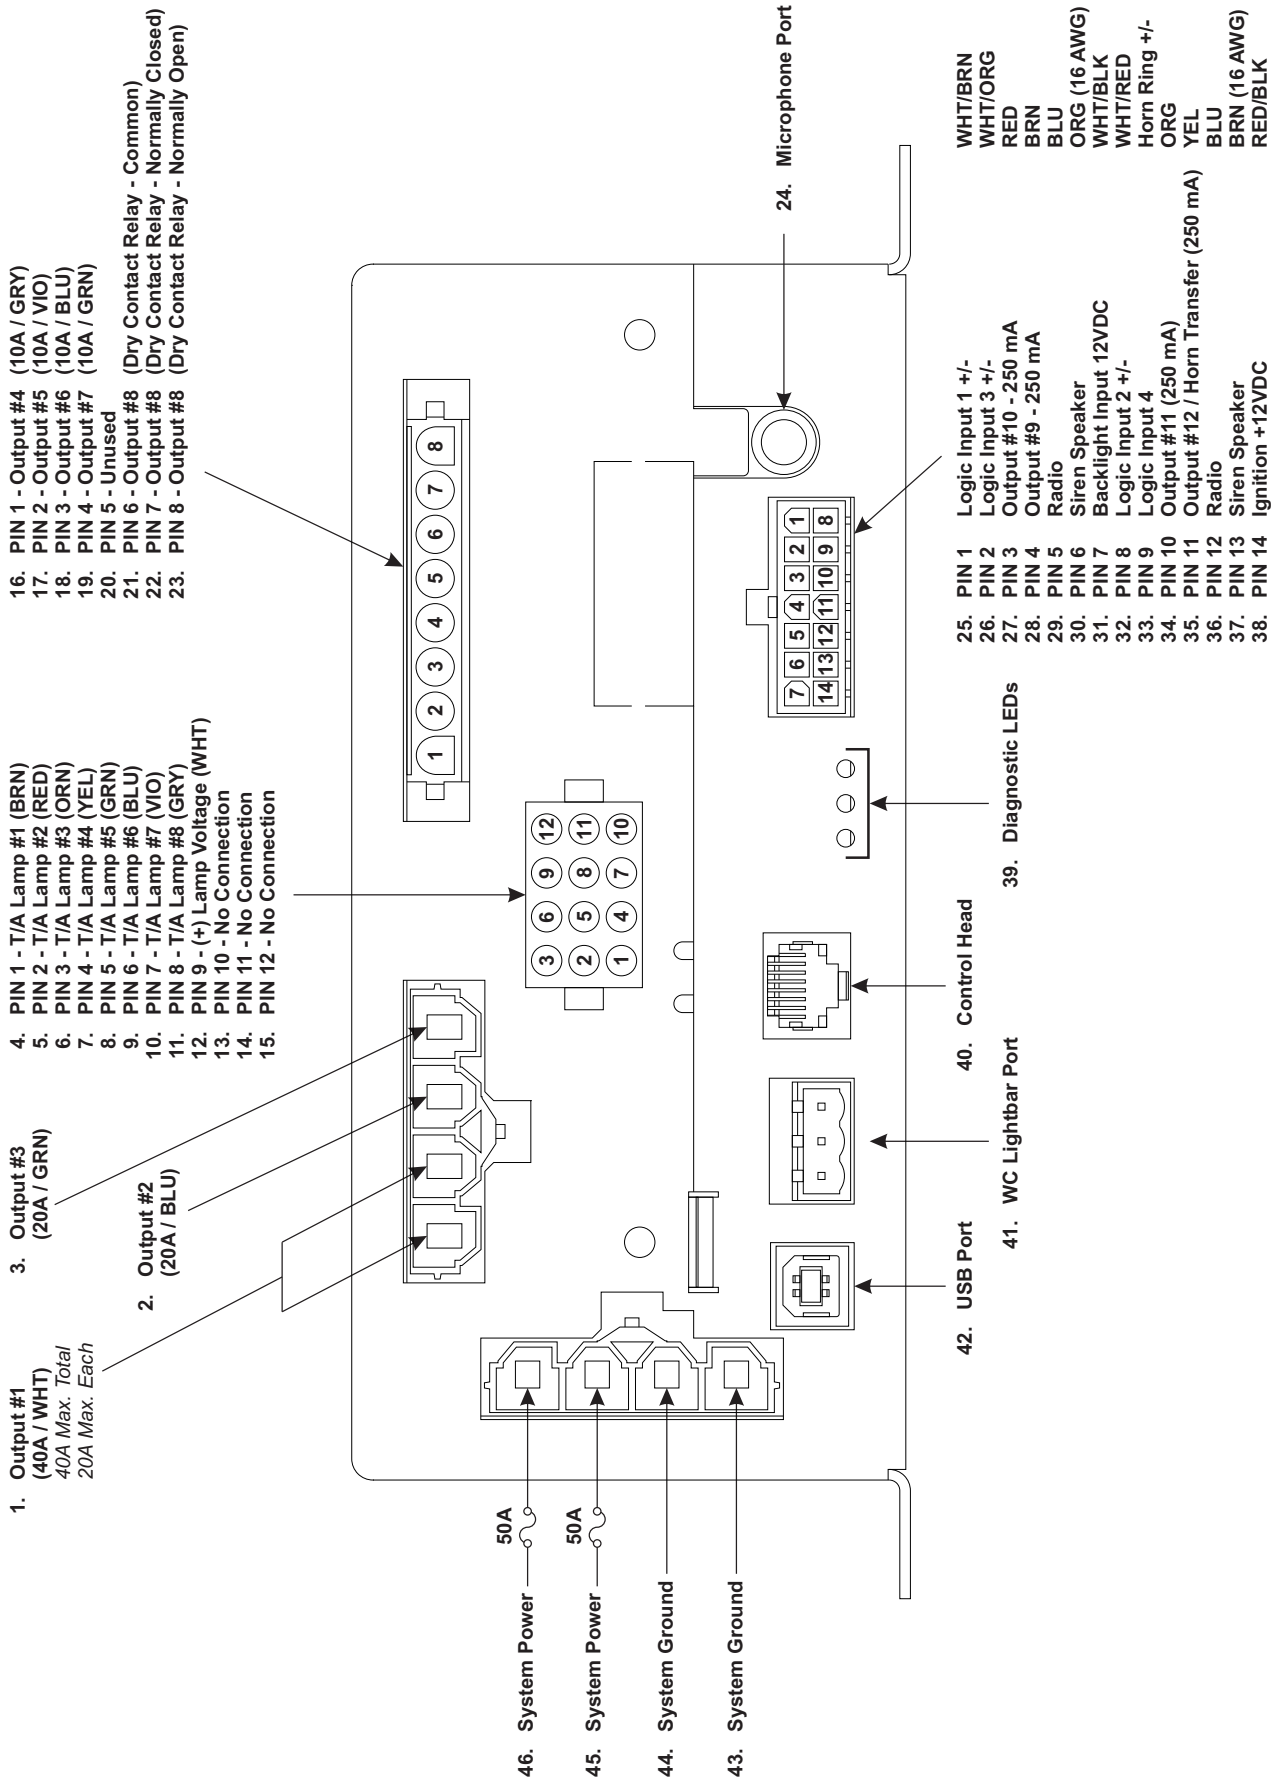 1. Output #1
(40A / WHT)
40A Max. Total
20A Max. Each
2. Output #2
(20A / BLU)
3. Output #3
(20A / GRN)
4. PIN 1 - T/A Lamp #1 (BRN)
5. PIN 2 - T/A Lamp #2 (RED)
6. PIN 3 - T/A Lamp #3 (ORN)
7. PIN 4 - T/A Lamp #4 (YEL)
8. PIN 5 - T/A Lamp #5 (GRN)
9. PIN 6 - T/A Lamp #6 (BLU)
10. PIN 7 - T/A Lamp #7 (VIO)
11. PIN 8 - T/A Lamp #8 (GRY)
12. PIN 9 - (+) Lamp Voltage (WHT)
13. PIN 10 - No Connection
14. PIN 11 - No Connection
15. PIN 12 - No Connection
16. PIN 1 - Output #4 (10A / GRY)
17. PIN 2 - Output #5 (10A / VIO)
18. PIN 3 - Output #6 (10A / BLU)
19. PIN 4 - Output #7 (10A / GRN)
20. PIN 5 - Unused
21. PIN 6 - Output #8 (Dry Contact Relay - Common)
22. PIN 7 - Output #8 (Dry Contact Relay - Normally Closed)
23. PIN 8 - Output #8 (Dry Contact Relay - Normally Open)
1 2 3 4 5 6 7 8
3 6 9 12
2 5 8 11
1 4 7 10
7 6 5 4 3 2 1
14 13 12 11 10 9 8
24. Microphone Port
25. PIN 1 Logic Input 1 +/- WHT/BRN
26. PIN 2 Logic Input 3 +/- WHT/ORG
27. PIN 3 Output #10 - 250 mA RED
28. PIN 4 Output #9 - 250 mA BRN
29. PIN 5 Radio BLU
30. PIN 6 Siren Speaker ORG (16 AWG)
31. PIN 7 Backlight Input 12VDC WHT/BLK
32. PIN 8 Logic Input 2 +/- WHT/RED
33. PIN 9 Logic Input 4 Horn Ring +/-
34. PIN 10 Output #11 (250 mA) ORG
35. PIN 11 Output #12 / Horn Transfer (250 mA) YEL
36. PIN 12 Radio BLU
37. PIN 13 Siren Speaker BRN (16 AWG)
38. PIN 14 Ignition +12VDC RED/BLK
39. Diagnostic LEDs
40. Control Head
41. WC Lightbar Port
42. USB Port
46. System Power 50A
45. System Power 50A
44. System Ground
43. System Ground